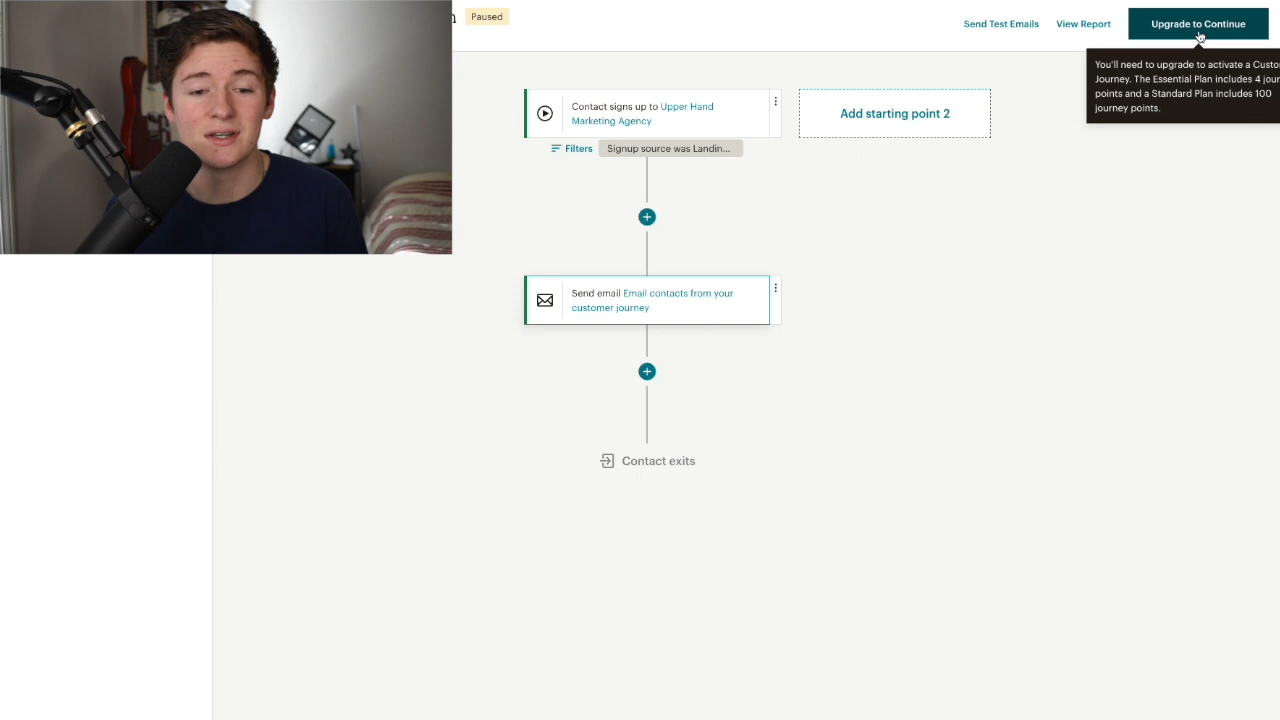 Paused
Send Test Emails
View Report
Upgrade to Continue
You'll need to upgrade to activate a Custo
Journey. The Essential Plan includes 4 jour
points and a Standard Plan includes 100
journey points.
Contact signs up to Upper Hand
Marketing Agency
Add starting point 2
Filters
Signup source was Landin...
Send email Email contacts from your
customer journey
Contact exits